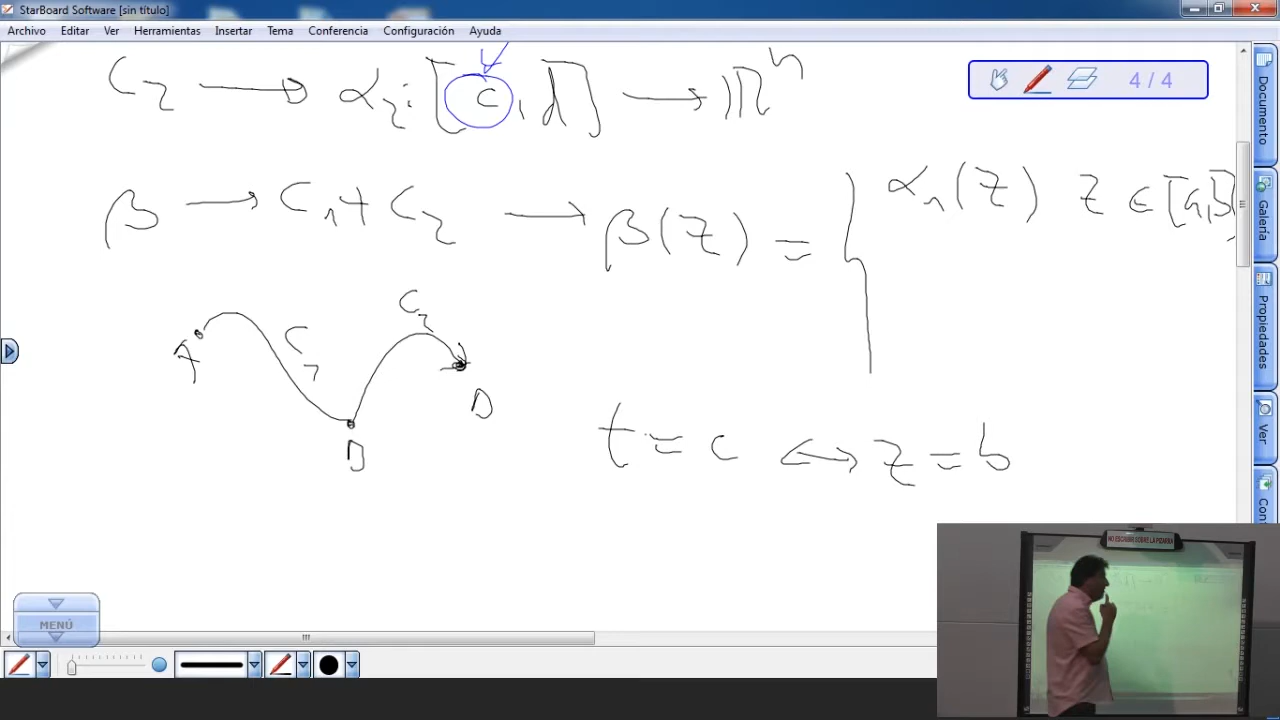 StarBoard Software [sin título]
Archivo Editar Ver Herramientas Insertar Tema Conferencia Configuración Ayuda
4 / 4
C₂ → α₂: [c, d] → ℝⁿ
β → C₁ + C₂ → β(z) = { α₁(z) z ∈ [a,b]
C₁
C₂
A
B
D
t = c ↔ z = b
Documento
Galería
Propiedades
Ver
Cont
MENÚ
NO ESCRIBIR SOBRE LA PIZARRA